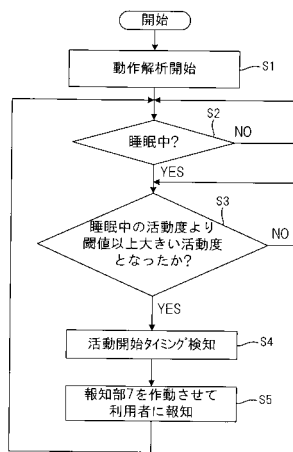 開始
動作解析開始
S1
睡眠中?
S2
NO
YES
睡眠中の活動度より
閾値以上大きい活動度
となったか?
S3
NO
YES
活動開始タイミング検知
S4
報知部7を作動させて
利用者に報知
S5